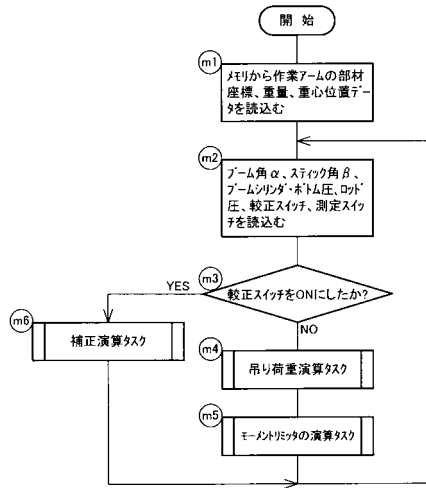 開 始
m1
メモリから作業アームの部材
座標、重量、重心位置データ
を読込む
m2
ブーム角α、スティック角β、
ブームシリンダ・ボトム圧、ロッド
圧、較正スイッチ、測定スイッ
チを読込む
m3
YES
較正スイッチをONにしたか?
NO
m6
補正演算タスク
m4
吊り荷重演算タスク
m5
モーメントリミッタの演算タスク